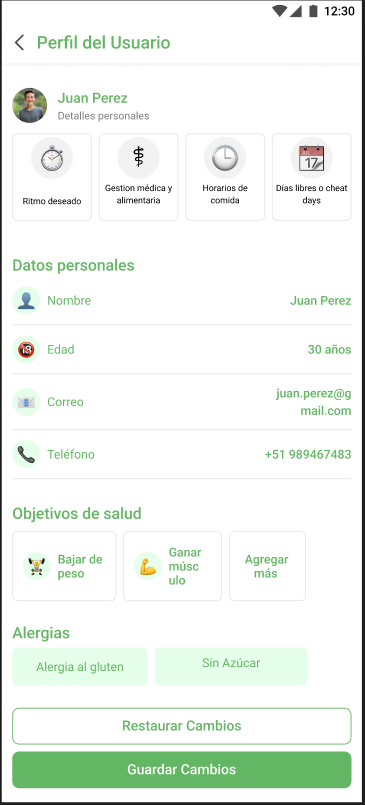 12:30
Perfil del Usuario
Juan Perez
Detalles personales
Ritmo deseado
Gestion médica y
alimentaria
Horarios de
comida
JUL
17
Días libres o cheat
days
Datos personales
Nombre
Juan Perez
18
Edad
30 años
Correo
juan.perez@g
mail.com
Teléfono
+51 989467483
Objetivos de salud
Bajar de
peso
Ganar
músc
ulo
Agregar
más
Alergias
Alergia al gluten
Sin Azúcar
Restaurar Cambios
Guardar Cambios